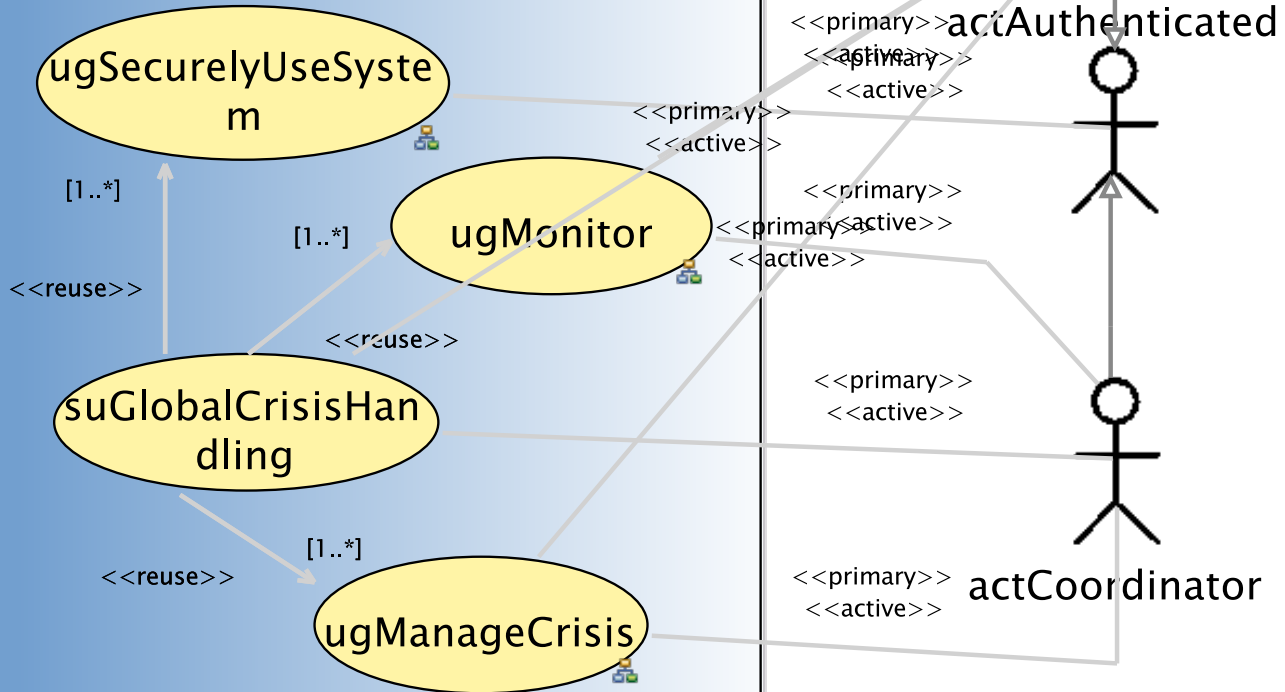 <<primary>>
actAuthenticated
<<active>>
<<primary>>
<<active>>
ugSecurelyUseSyste
m
<<primary>>
<<active>>
[1..*]
<<primary>>
<<active>>
[1..*]
ugMonitor
<<primary>>
<<active>>
<<reuse>>
<<reuse>>
<<primary>>
<<active>>
suGlobalCrisisHan
dling
[1..*]
<<reuse>>
<<primary>>
<<active>>
actCoordinator
ugManageCrisis